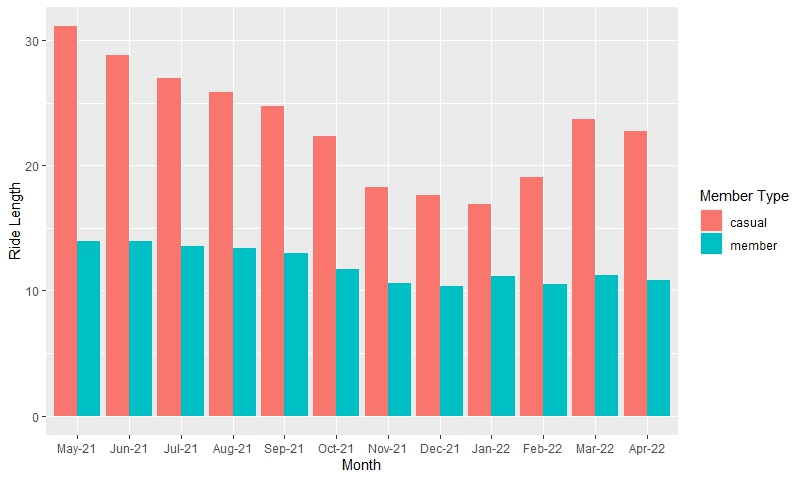 30
20
10
0
Ride Length
May-21 Jun-21 Jul-21 Aug-21 Sep-21 Oct-21 Nov-21 Dec-21 Jan-22 Feb-22 Mar-22 Apr-22
Month
Member Type
casual
member